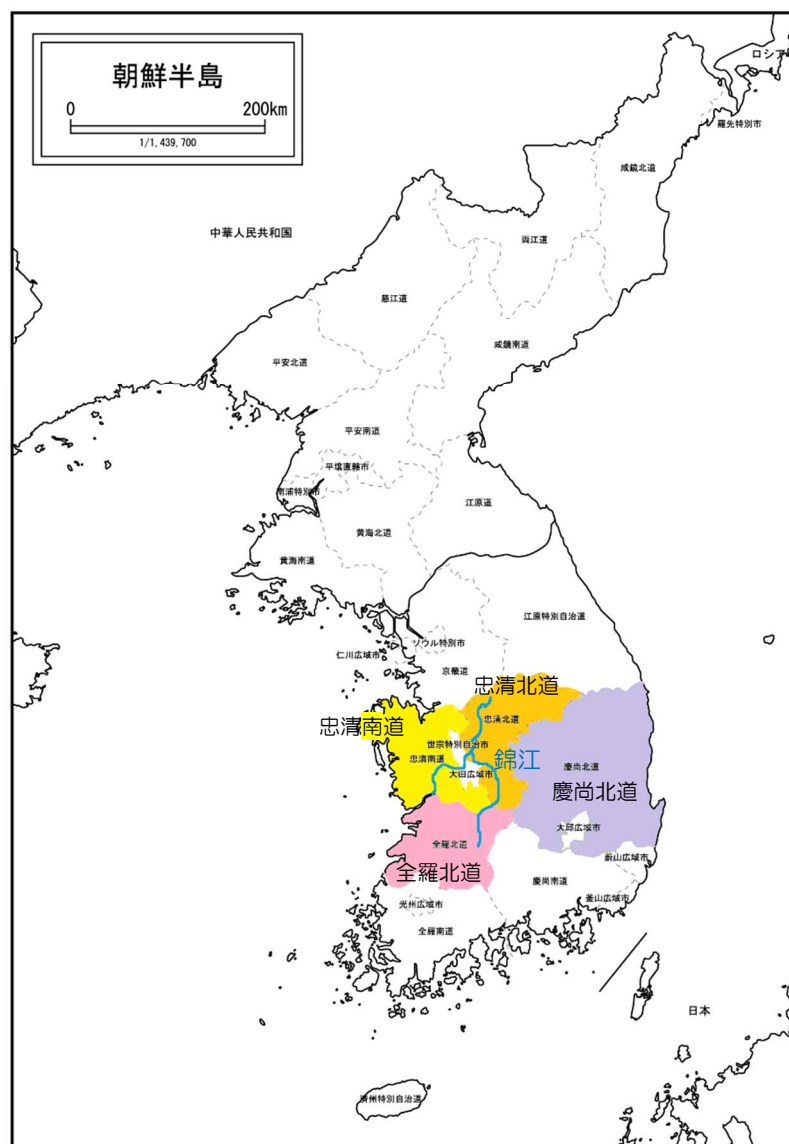 朝鮮半島
0 200km
1/1,439,700
ロシア
羅先特別市
咸鏡北道
中華人民共和国
両江道
慈江道
咸鏡南道
平安北道
平安南道
平壌直轄市
南浦特別市
江原道
黄海北道
黄海南道
江原特別自治道
ソウル特別市
仁川広域市
京畿道
忠清北道
忠清北道
忠清南道
世宗特別自治市
忠清南道
錦江
大田広域市
慶尚北道
慶尚北道
大邱広域市
全羅北道
蔚山広域市
全羅北道
慶尚南道
釜山広域市
光州広域市
全羅南道
日本
済州特別自治道